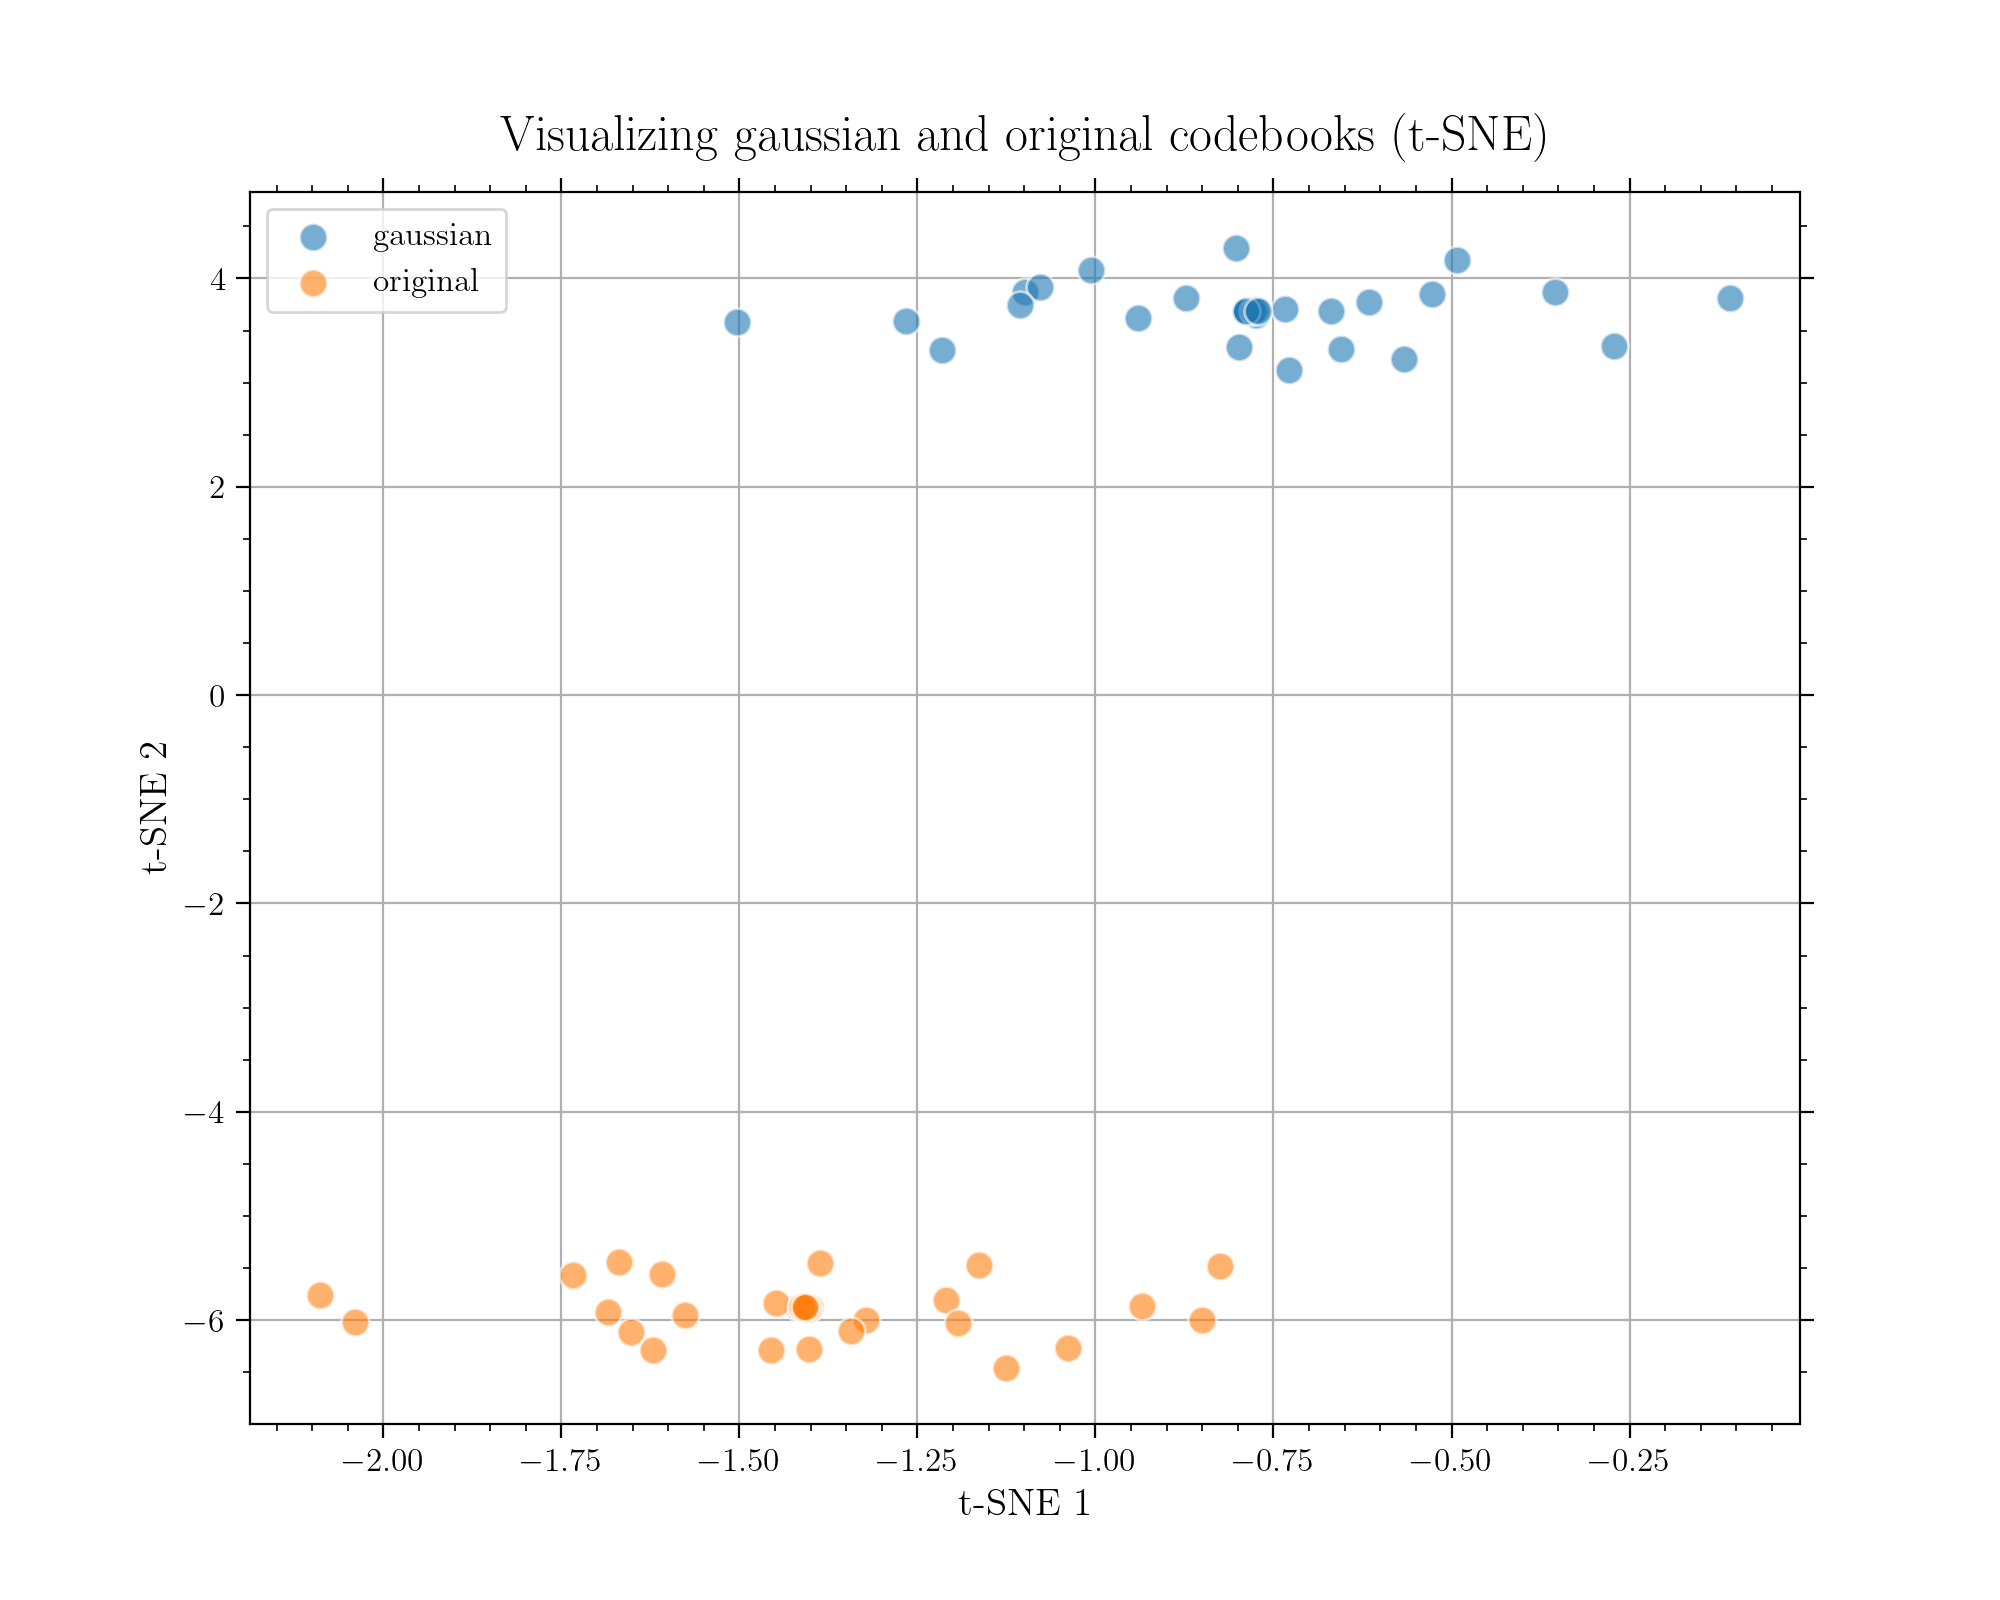 Visualizing gaussian and original codebooks (t-SNE)
gaussian
original
4
2
0
−2
−4
−6
t-SNE 2
−2.00 −1.75 −1.50 −1.25 −1.00 −0.75 −0.50 −0.25
t-SNE 1